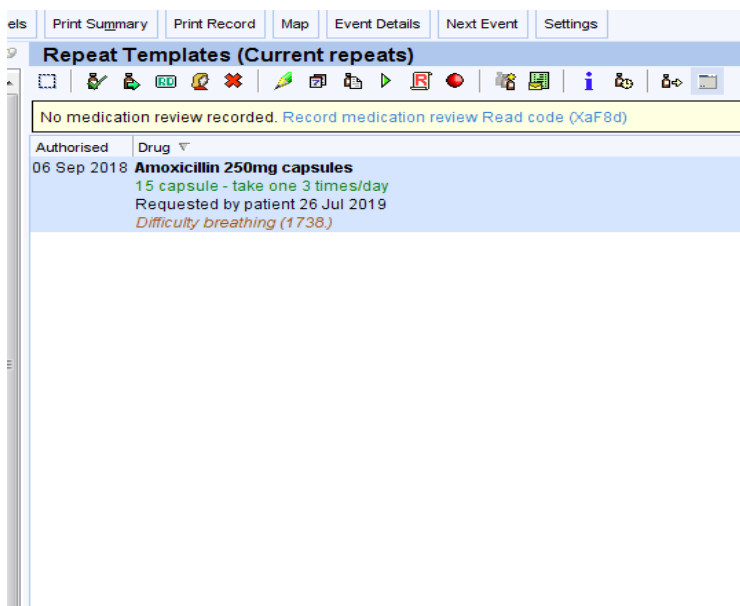 els Print Summary Print Record Map Event Details Next Event Settings
Repeat Templates (Current repeats)
No medication review recorded. Record medication review Read code (XaF8d)
Authorised Drug
06 Sep 2018 Amoxicillin 250mg capsules
15 capsule - take one 3 times/day
Requested by patient 26 Jul 2019
Difficulty breathing (1738.)